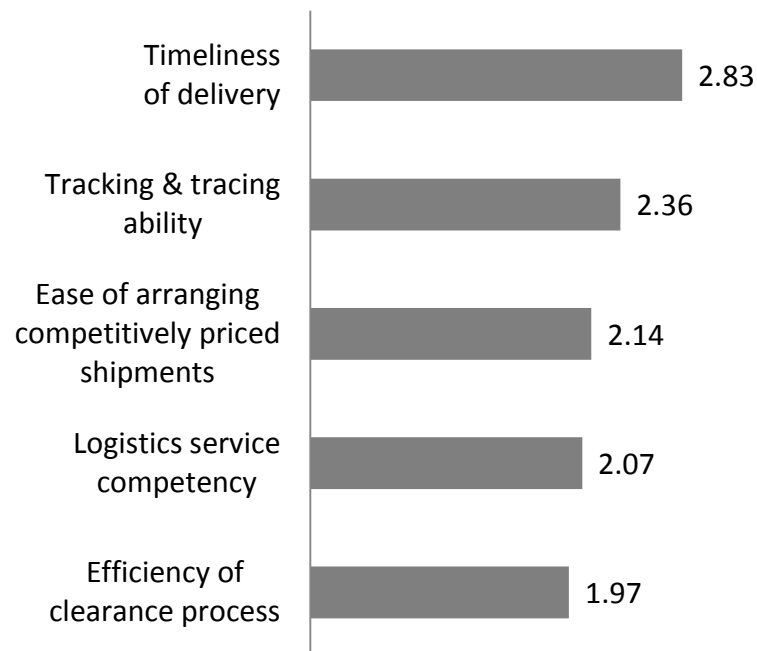 Timeliness
of delivery
2.83
Tracking & tracing
ability
2.36
Ease of arranging
competitively priced
shipments
2.14
Logistics service
competency
2.07
Efficiency of
clearance process
1.97